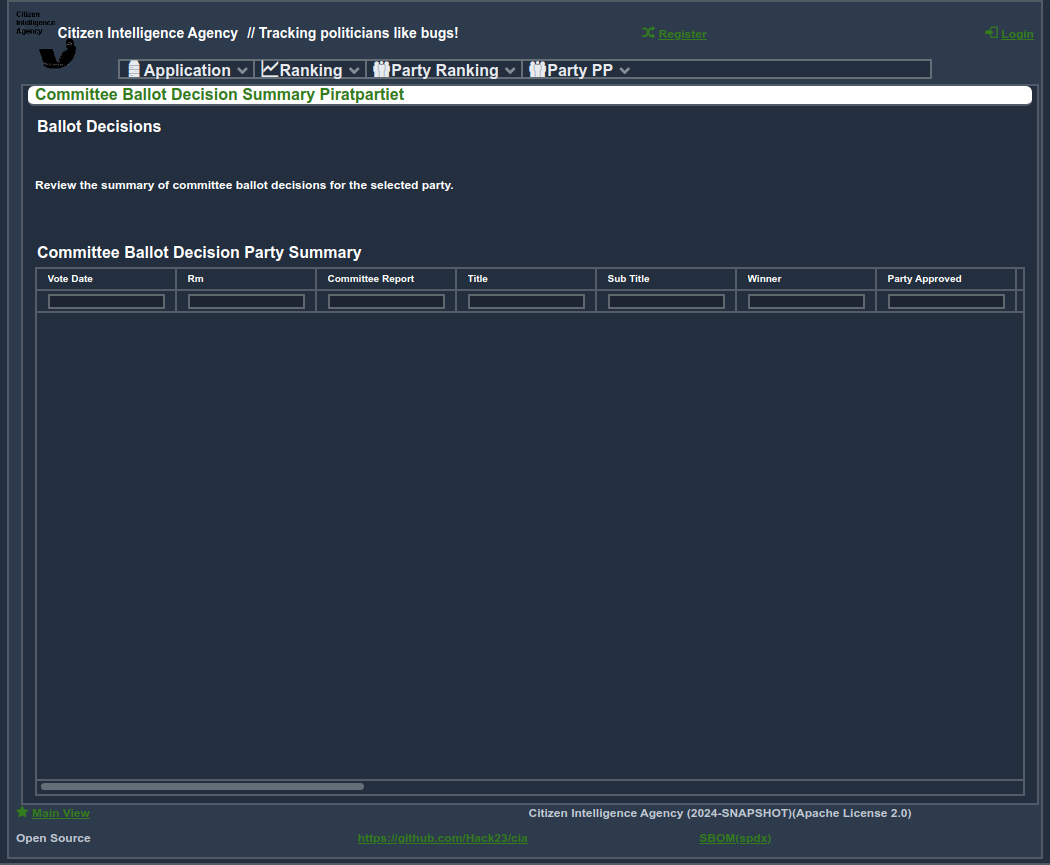 Citizen
Intelligence
Agency
Citizen Intelligence Agency // Tracking politicians like bugs!
Register
Login
Application
Ranking
Party Ranking
Party PP
Committee Ballot Decision Summary Piratpartiet
Ballot Decisions
Review the summary of committee ballot decisions for the selected party.
Committee Ballot Decision Party Summary
Vote Date
Rm
Committee Report
Title
Sub Title
Winner
Party Approved
Main View
Citizen Intelligence Agency (2024-SNAPSHOT)(Apache License 2.0)
Open Source
https://github.com/Hack23/cia
SBOM(spdx)